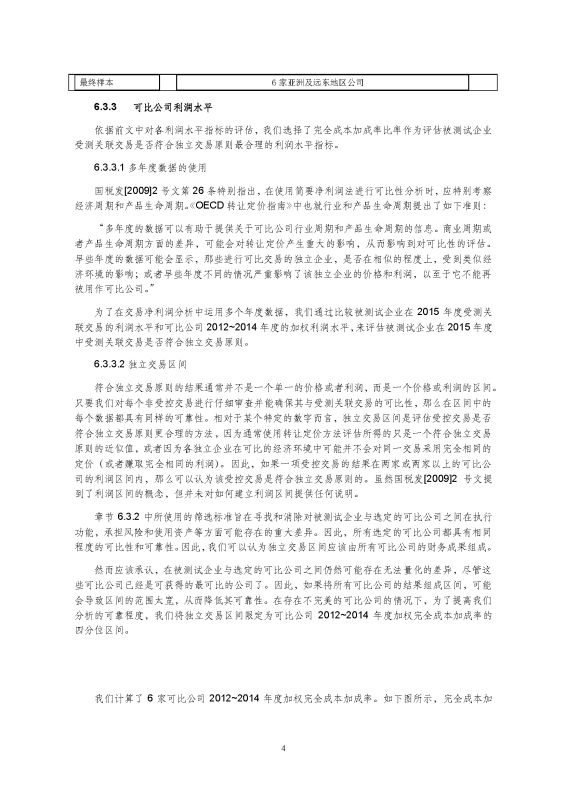 最终样本 6 家亚洲及远东地区公司
6.3.3 可比公司利润水平
依据前文中对各利润水平指标的评估，我们选择了完全成本加成率比率作为评估被测试企业
受测关联交易是否符合独立交易原则最合理的利润水平指标。
6.3.3.1 多年度数据的使用
国税发[2009]2 号文第 26 条特别指出，在使用简要净利润法进行可比性分析时，应特别考察
经济周期和产品生命周期。《OECD 转让定价指南》中也就行业和产品生命周期提出了如下准则：
“多年度的数据可以有助于提供关于可比公司行业周期和产品生命周期的信息。商业周期或
者产品生命周期方面的差异，可能会对转让定价产生重大的影响，从而影响到对可比性的评估。
早些年度的数据可能会显示，那些进行可比交易的独立企业，是否在相似的程度上，受到类似经
济环境的影响；或者早些年度不同的情况严重影响了该独立企业的价格和利润，以至于它不能再
被用作可比公司。”
为了在交易净利润分析中运用多个年度数据，我们通过比较被测试企业在 2015 年度受测关
联交易的利润水平和可比公司 2012~2014 年度的加权利润水平，来评估被测试企业在 2015 年度
中受测关联交易是否符合独立交易原则。
6.3.3.2 独立交易区间
符合独立交易原则的结果通常并不是一个单一的价格或者利润，而是一个价格或利润的区间。
只要我们对每个非受控交易进行仔细审查并能确保其与受测关联交易的可比性，那么在区间中的
每个数据都具有同样的可靠性。相对于某个特定的数字而言，独立交易区间是评估受控交易是否
符合独立交易原则更合理的方法，因为通常使用转让定价方法评估所得的只是一个符合独立交易
原则的近似值，或者因为各独立企业在可比的经济环境中可能并不会对同一交易采用完全相同的
定价（或者赚取完全相同的利润）。因此，如果一项受控交易的结果在两家或两家以上的可比公
司的利润区间内，那么可以认为该受控交易是符合独立交易原则的。虽然国税发[2009]2 号文提
到了利润区间的概念，但并未对如何建立利润区间提供任何说明。
章节 6.3.2 中所使用的筛选标准旨在寻找和消除对被测试企业与选定的可比公司之间在执行
功能，承担风险和使用资产等方面可能存在的重大差异。因此，所有选定的可比公司都具有相同
程度的可比性和可靠性。因此，我们可以认为独立交易区间应该由所有可比公司的财务成果组成。
然而应该承认，在被测试企业与选定的可比公司之间仍然可能存在无法量化的差异，尽管这
些可比公司已经是可获得的最可比的公司了。因此，如果将所有可比公司的结果组成区间，可能
会导致区间的范围太宽，从而降低其可靠性。在存在不完美的可比公司的情况下，为了提高我们
分析的可靠程度，我们将独立交易区间限定为可比公司 2012~2014 年度加权完全成本加成率的
四分位区间。
我们计算了 6 家可比公司 2012~2014 年度加权完全成本加成率。如下图所示，完全成本加
4